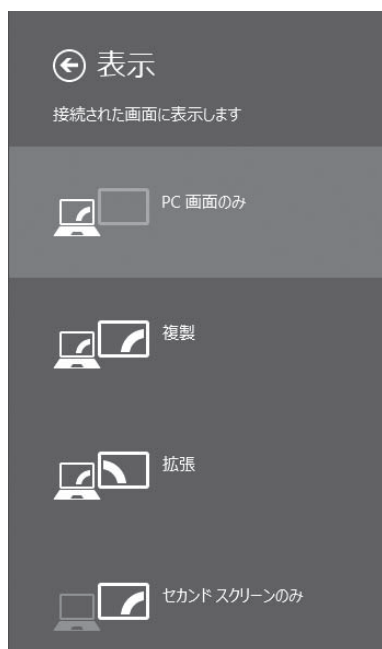 表示
接続された画面に表示します
PC 画面のみ
複製
拡張
セカンド スクリーンのみ